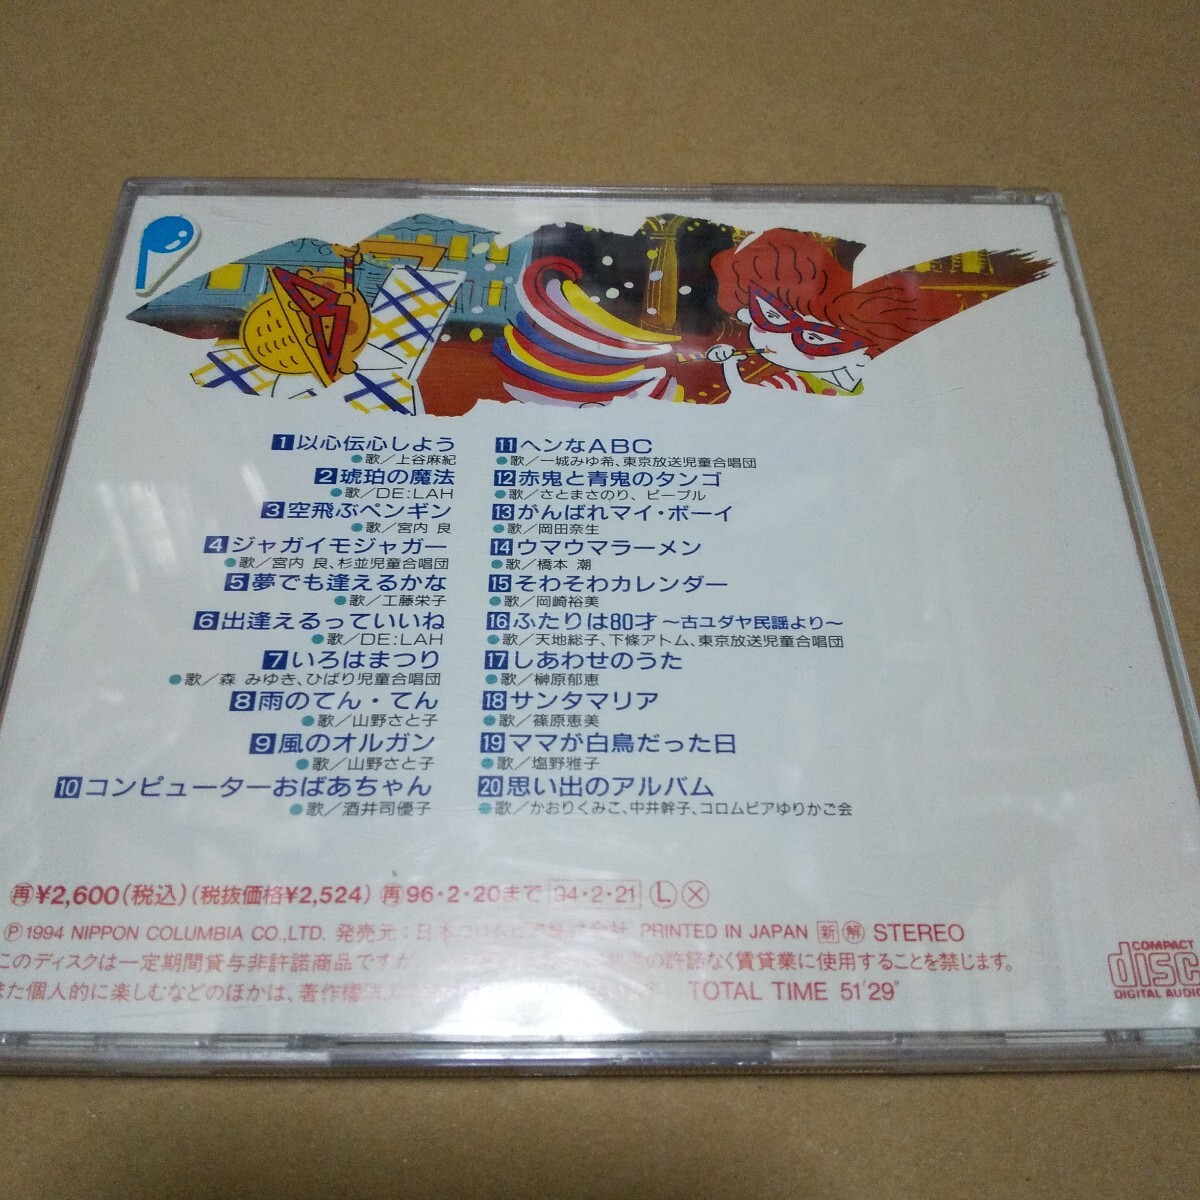 1 以心伝心しよう
●歌／上谷麻紀
2 琥珀の魔法
●歌／DE:LAH
3 空飛ぶペンギン
●歌／宮内 良
4 ジャガイモジャガー
●歌／宮内 良、杉並児童合唱団
5 夢でも逢えるかな
●歌／工藤栄子
6 出逢えるっていいね
●歌／DE:LAH
7 いろはまつり
●歌／森 みゆき、ひばり児童合唱団
8 雨のてん・てん
●歌／山野さと子
9 風のオルガン
●歌／山野さと子
10 コンピューターおばあちゃん
●歌／酒井司優子
11 ヘンなABC
●歌／一城みゆ希、東京放送児童合唱団
12 赤鬼と青鬼のタンゴ
●歌／さとまさのり、ピープル
13 がんばれマイ・ボーイ
●歌／岡田奈生
14 ウマウマラーメン
●歌／橋本 潮
15 そわそわカレンダー
●歌／岡崎裕美
16 ふたりは80才 〜古ユダヤ民謡より〜
●歌／天地総子、下條アトム、東京放送児童合唱団
17 しあわせのうた
●歌／榊原郁恵
18 サンタマリア
●歌／篠原恵美
19 ママが白鳥だった日
●歌／塩野雅子
20 思い出のアルバム
●歌／かおりくみこ、中井幹子、コロムビアゆりかご会
再 ¥2,600(税込)(税抜価格¥2,524) 再 96・2・20まで 94・2・21 Ⓛ Ⓧ
Ⓟ1994 NIPPON COLUMBIA CO.,LTD. 発売元：日本コロムビア株式会社 PRINTED IN JAPAN 新 解 STEREO
このディスクは一定期間貸与非許諾商品ですが の許諾なく賃貸業に使用することを禁じます。
また個人的に楽しむなどのほかは、著作権法上 TOTAL TIME 51'29"
COMPACT
disc
DIGITAL AUDIO